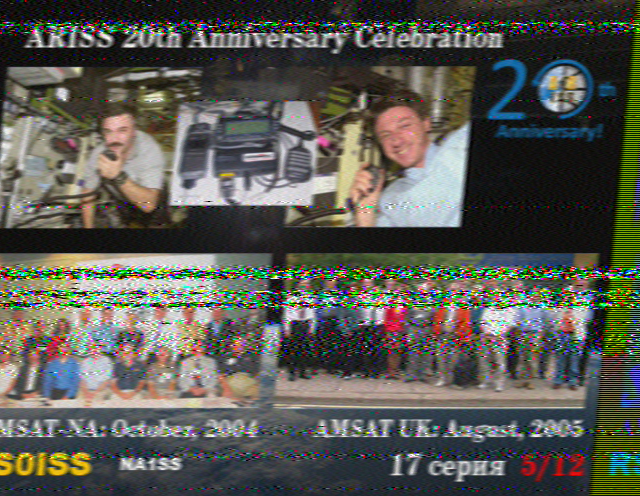 ARISS 20th Anniversary Celebration
20th
Anniversary!
MSAT-NA: October, 2004
AMSAT UK: August, 2005
S0ISS
NA1SS
17 серия 5/12
R